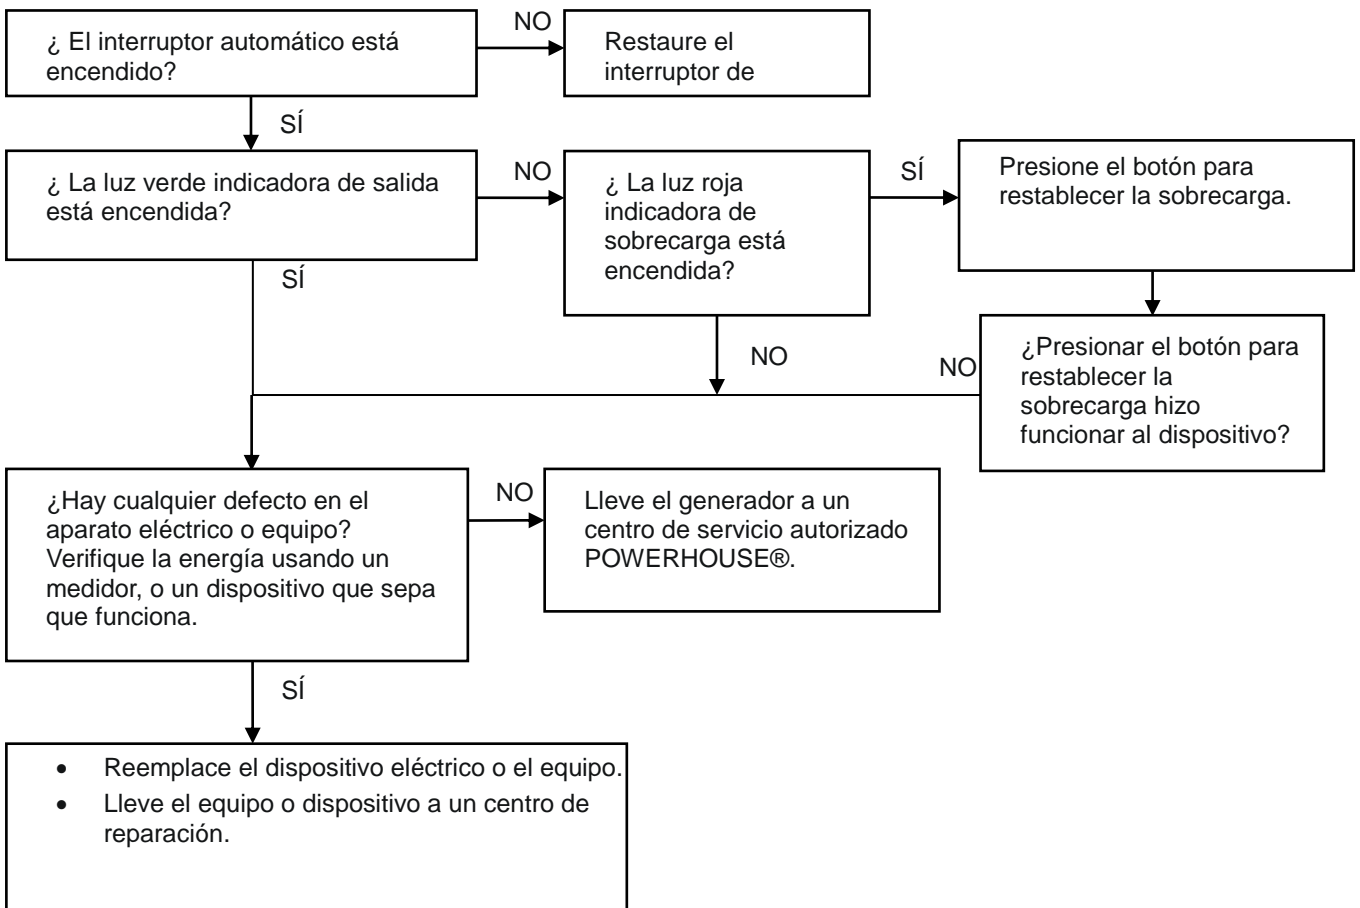 ¿ El interruptor automático está
encendido?
NO
Restaure el
interruptor de
SÍ
¿ La luz verde indicadora de salida
está encendida?
NO
¿ La luz roja
indicadora de
sobrecarga está
encendida?
SÍ
Presione el botón para
restablecer la sobrecarga.
SÍ
NO
NO
¿Presionar el botón para
restablecer la
sobrecarga hizo
funcionar al dispositivo?
¿Hay cualquier defecto en el
aparato eléctrico o equipo?
Verifique la energía usando un
medidor, o un dispositivo que sepa
que funciona.
NO
Lleve el generador a un
centro de servicio autorizado
POWERHOUSE®.
SÍ
• Reemplace el dispositivo eléctrico o el equipo.
• Lleve el equipo o dispositivo a un centro de
reparación.